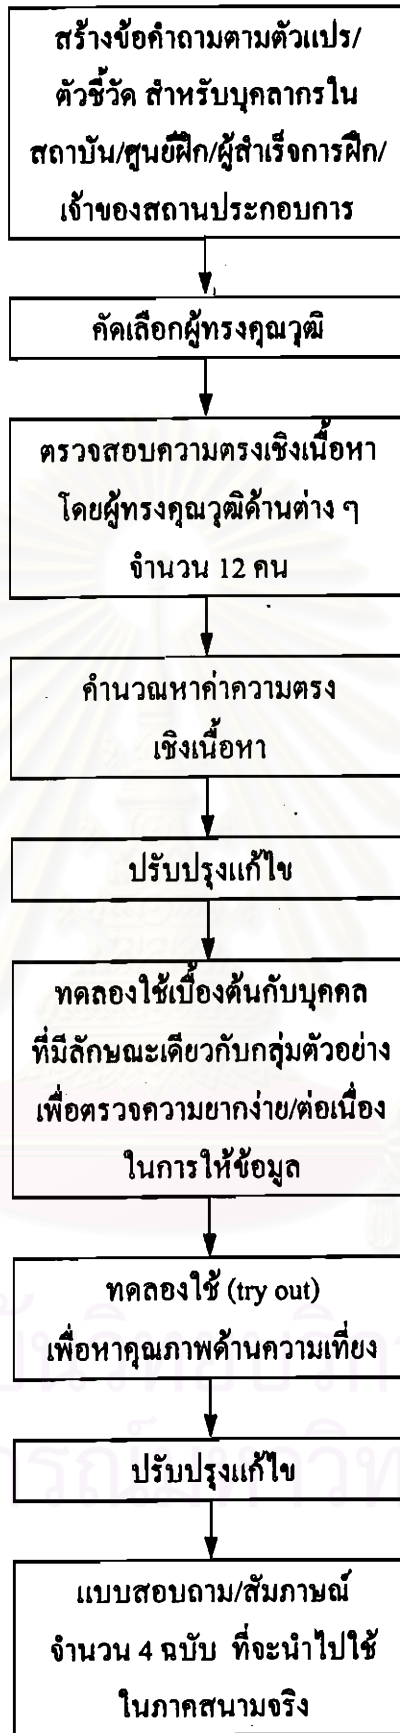 สร้างข้อคำถามตามตัวแปร/
ตัวชี้วัด สำหรับบุคลากรใน
สถาบัน/ศูนย์ฝึก/ผู้สำเร็จการฝึก/
เจ้าของสถานประกอบการ
คัดเลือกผู้ทรงคุณวุฒิ
ตรวจสอบความตรงเชิงเนื้อหา
โดยผู้ทรงคุณวุฒิด้านต่าง ๆ
จำนวน 12 คน
คำนวณหาค่าความตรง
เชิงเนื้อหา
ปรับปรุงแก้ไข
ทดลองใช้เบื้องต้นกับบุคคล
ที่มีลักษณะเดียวกับกลุ่มตัวอย่าง
เพื่อตรวจความยากง่าย/ต่อเนื่อง
ในการให้ข้อมูล
ทดลองใช้ (try out)
เพื่อหาคุณภาพด้านความเที่ยง
ปรับปรุงแก้ไข
แบบสอบถาม/สัมภาษณ์
จำนวน 4 ฉบับ ที่จะนำไปใช้
ในภาคสนามจริง